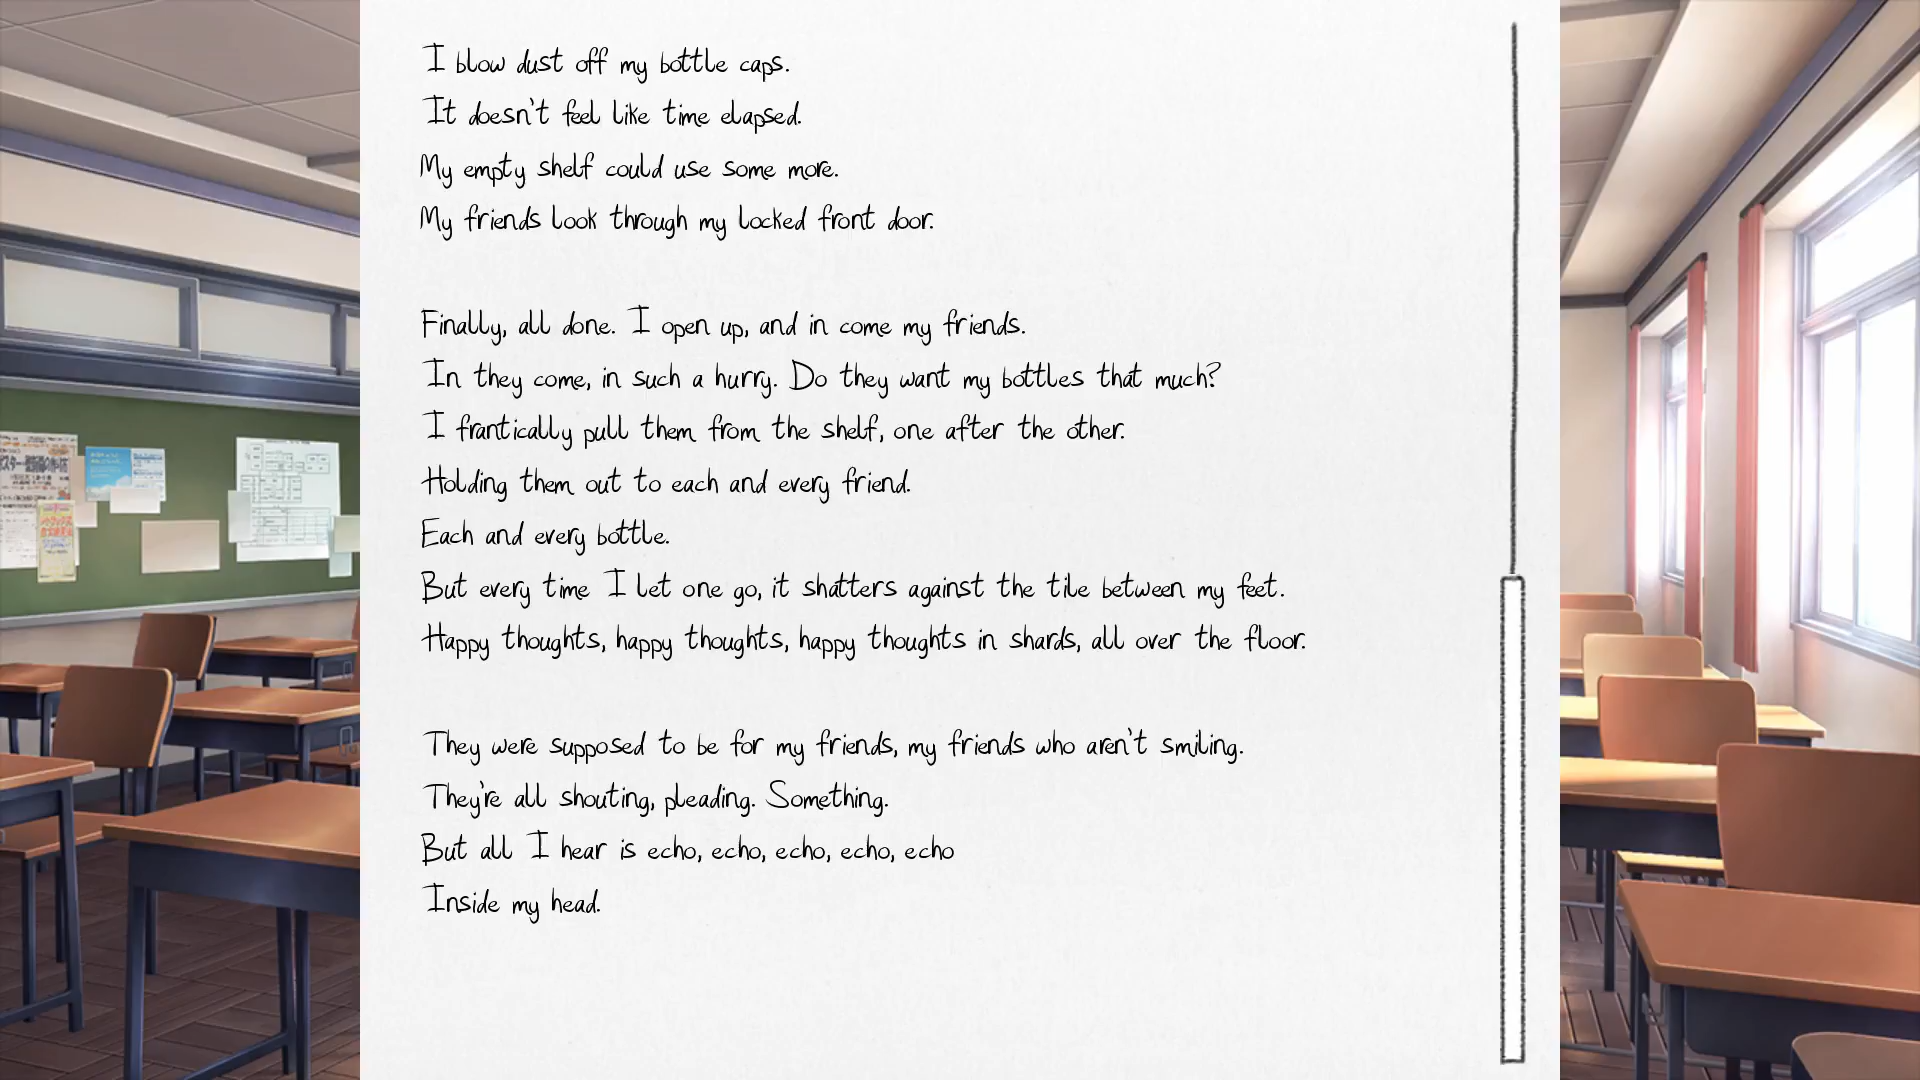 I blow dust off my bottle caps.
It doesn't feel like time elapsed.
My empty shelf could use some more.
My friends look through my locked front door.
Finally, all done. I open up, and in come my friends.
In they come, in such a hurry. Do they want my bottles that much?
I frantically pull them from the shelf, one after the other.
Holding them out to each and every friend.
Each and every bottle.
But every time I let one go, it shatters against the tile between my feet.
Happy thoughts, happy thoughts, happy thoughts in shards, all over the floor.
They were supposed to be for my friends, my friends who aren't smiling.
They're all shouting, pleading. Something.
But all I hear is echo, echo, echo, echo, echo
Inside my head.